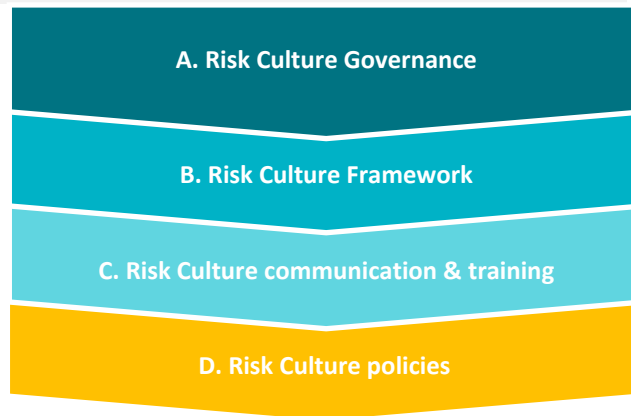 A. Risk Culture Governance
B. Risk Culture Framework
C. Risk Culture communication & training
D. Risk Culture policies